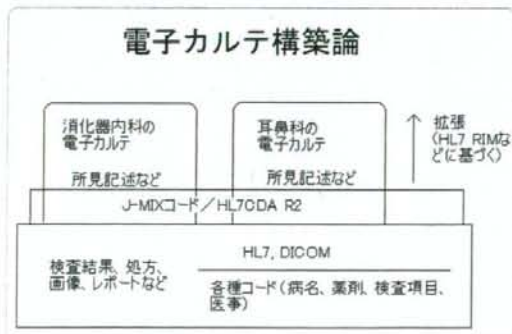 電子カルテ構築論
消化器内科の
電子カルテ
所見記述など
耳鼻科の
電子カルテ
所見記述など
拡張
(HL7 RIMな
どに基づく)
J-MIXコード/HL7CDA R2
検査結果、処方、
画像、レポートなど
HL7, DICOM
各種コード(病名、薬剤、検査項目、
医事)